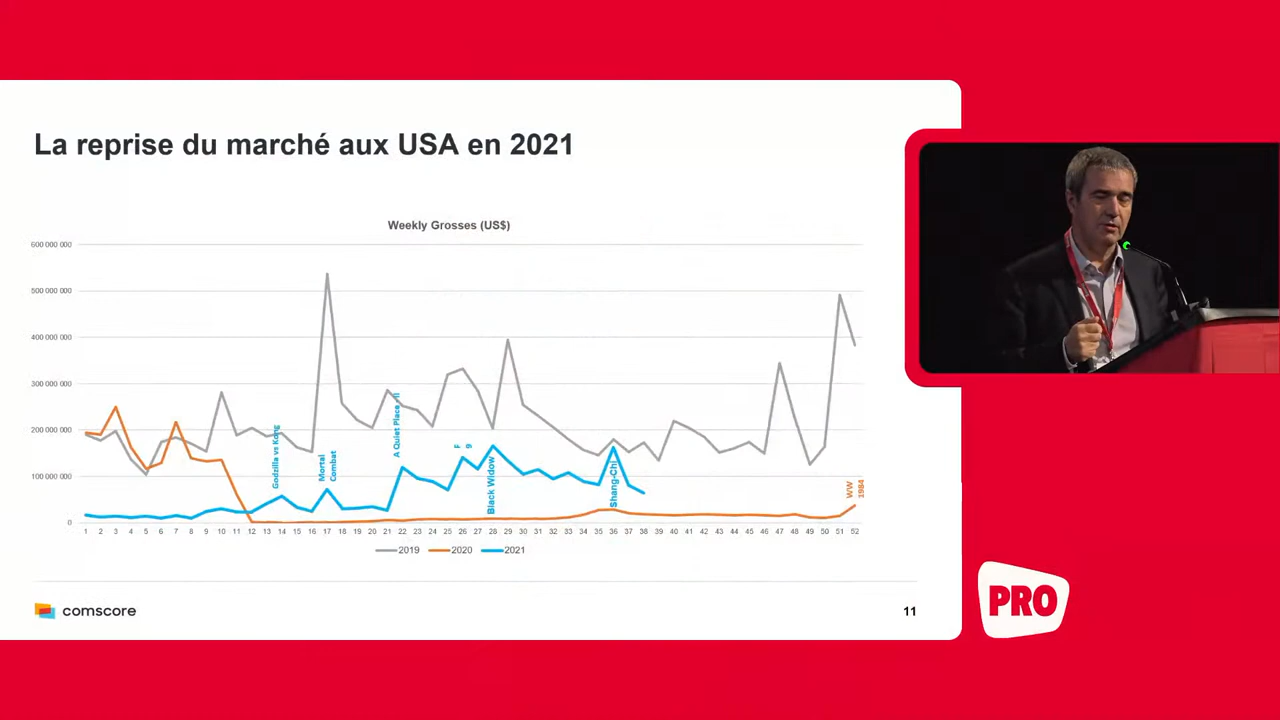 La reprise du marché aux USA en 2021
Weekly Grosses (US$)
600 000 000
500 000 000
400 000 000
300 000 000
200 000 000
100 000 000
0
Godzilla vs Kong
Mortal
Combat
A Quiet Place II
F
9
Black Widow
Shang-Chi
WW
1984
1 2 3 4 5 6 7 8 9 10 11 12 13 14 15 16 17 18 19 20 21 22 23 24 25 26 27 28 29 30 31 32 33 34 35 36 37 38 39 40 41 42 43 44 45 46 47 48 49 50 51 52
2019 2020 2021
comscore
11
PRO